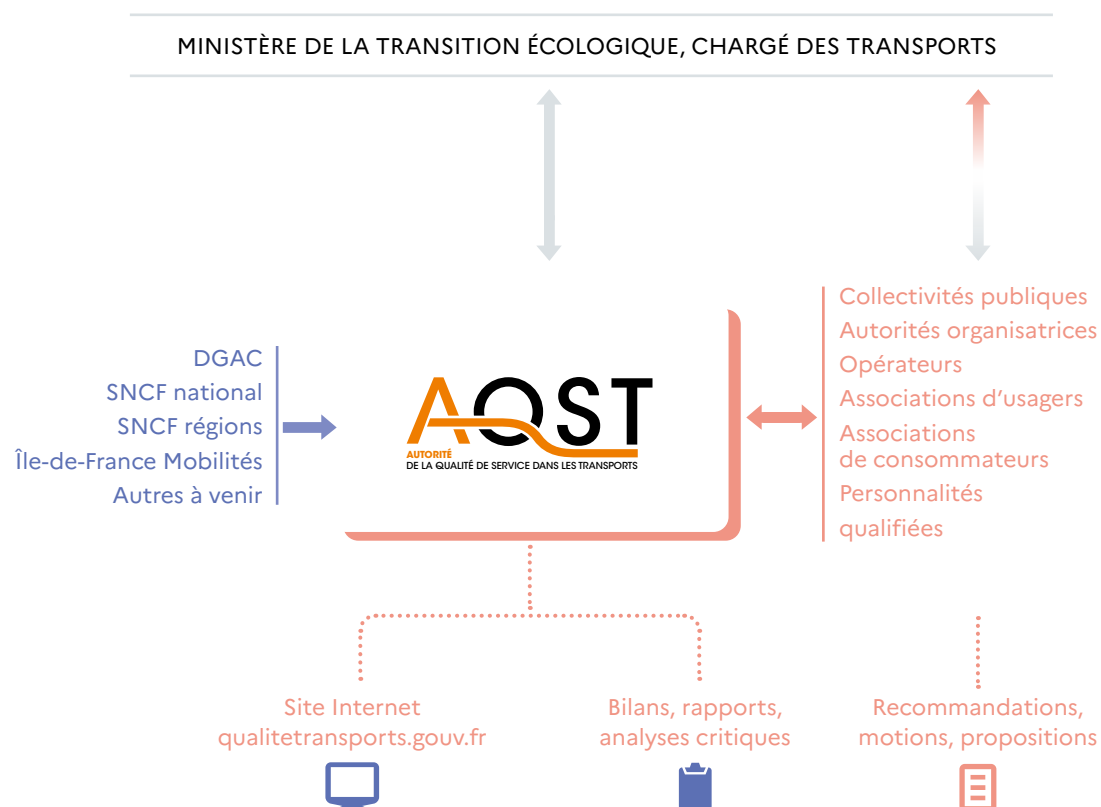 MINISTÈRE DE LA TRANSITION ÉCOLOGIQUE, CHARGÉ DES TRANSPORTS
DGAC
SNCF national
SNCF régions
Île-de-France Mobilités
Autres à venir
AQST
AUTORITÉ
DE LA QUALITÉ DE SERVICE DANS LES TRANSPORTS
Collectivités publiques
Autorités organisatrices
Opérateurs
Associations d’usagers
Associations
de consommateurs
Personnalités
qualifiées
Site Internet
qualitetransports.gouv.fr
Bilans, rapports,
analyses critiques
Recommandations,
motions, propositions